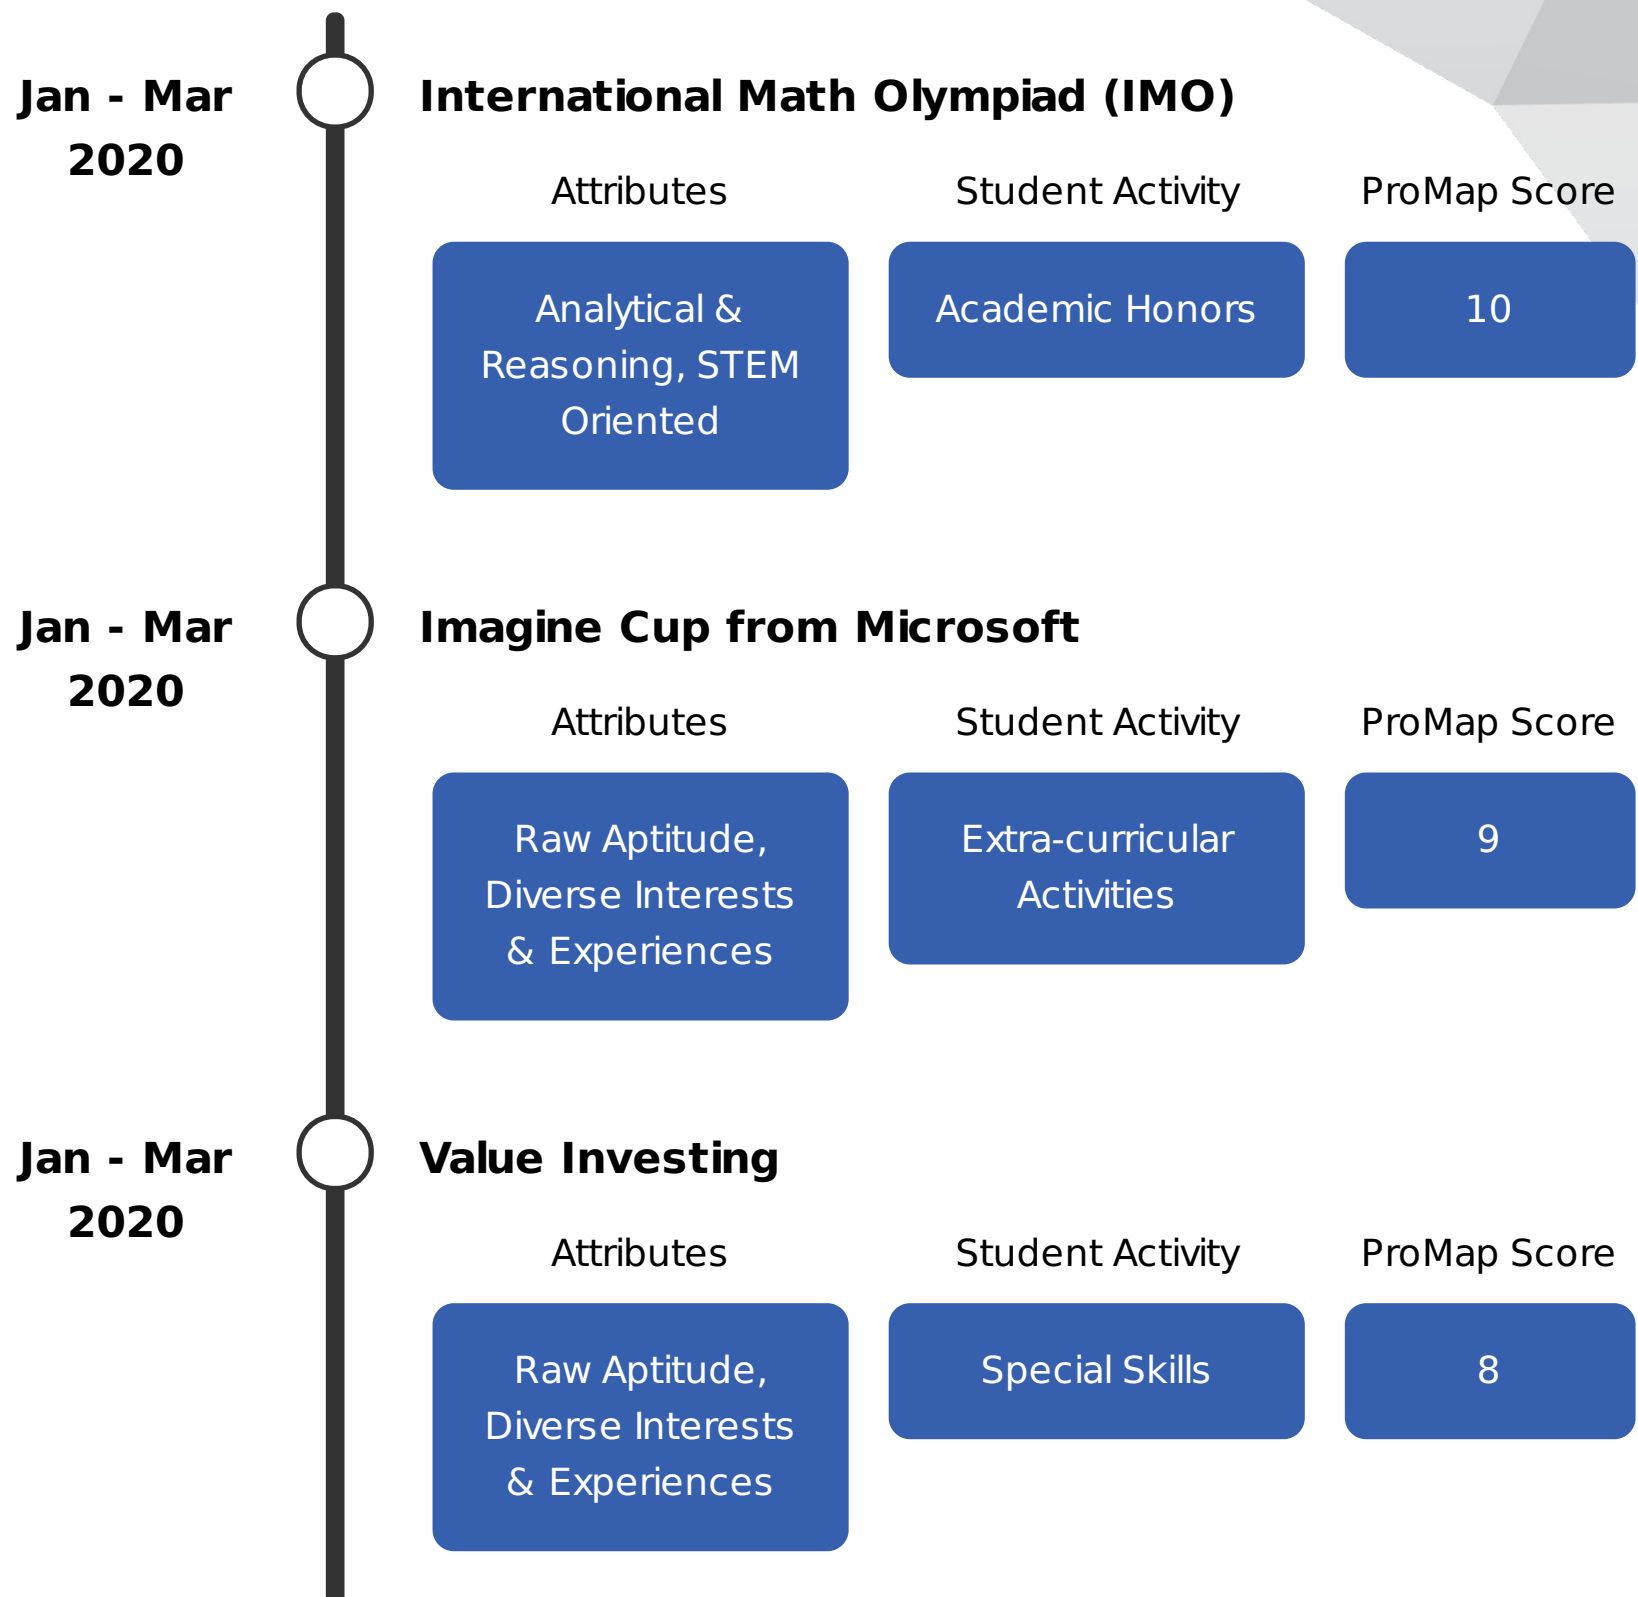 Jan - Mar
2020
International Math Olympiad (IMO)
Attributes
Student Activity
ProMap Score
Analytical &
Reasoning, STEM
Oriented
Academic Honors
10
Jan - Mar
2020
Imagine Cup from Microsoft
Attributes
Student Activity
ProMap Score
Raw Aptitude,
Diverse Interests
& Experiences
Extra-curricular
Activities
9
Jan - Mar
2020
Value Investing
Attributes
Student Activity
ProMap Score
Raw Aptitude,
Diverse Interests
& Experiences
Special Skills
8